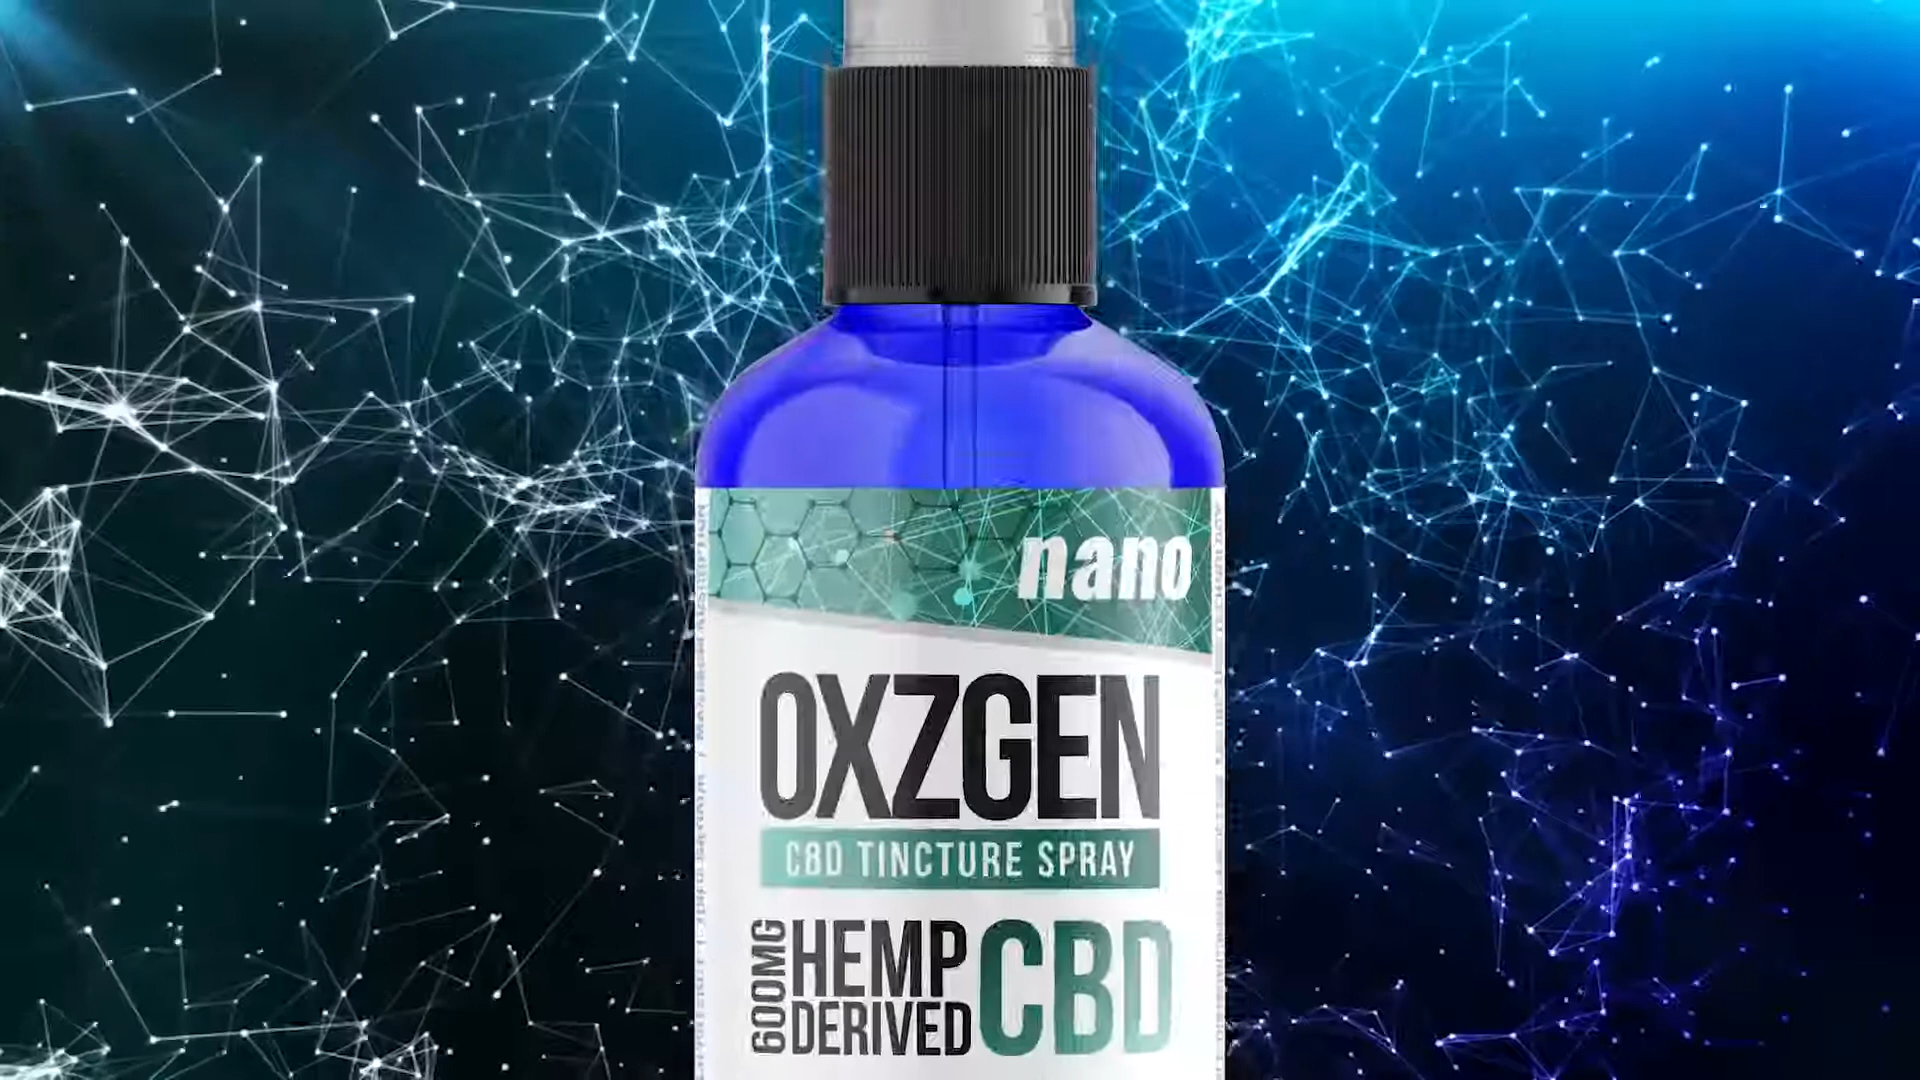 nano
OXZGEN
CBD TINCTURE SPRAY
600MG
HEMP
DERIVED
CBD